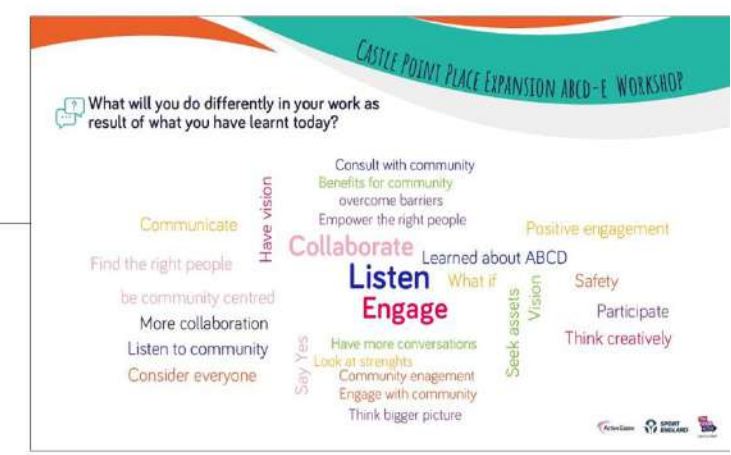 CASTLE POINT PLACE EXPANSION ABCD-E WORKSHOP
What will you do differently in your work as
result of what you have learnt today?
Consult with community
Benefits for community
overcome barriers
Empower the right people
Have vision
Communicate
Positive engagement
Collaborate
Learned about ABCD
Find the right people
Listen
What if
Safety
be community centred
Engage
Seek assets
Vision
Participate
More collaboration
Think creatively
Listen to community
Have more conversations
Say Yes
Look at strenghts
Consider everyone
Community enagement
Engage with community
Think bigger picture
Active Essex
SPORT
ENGLAND